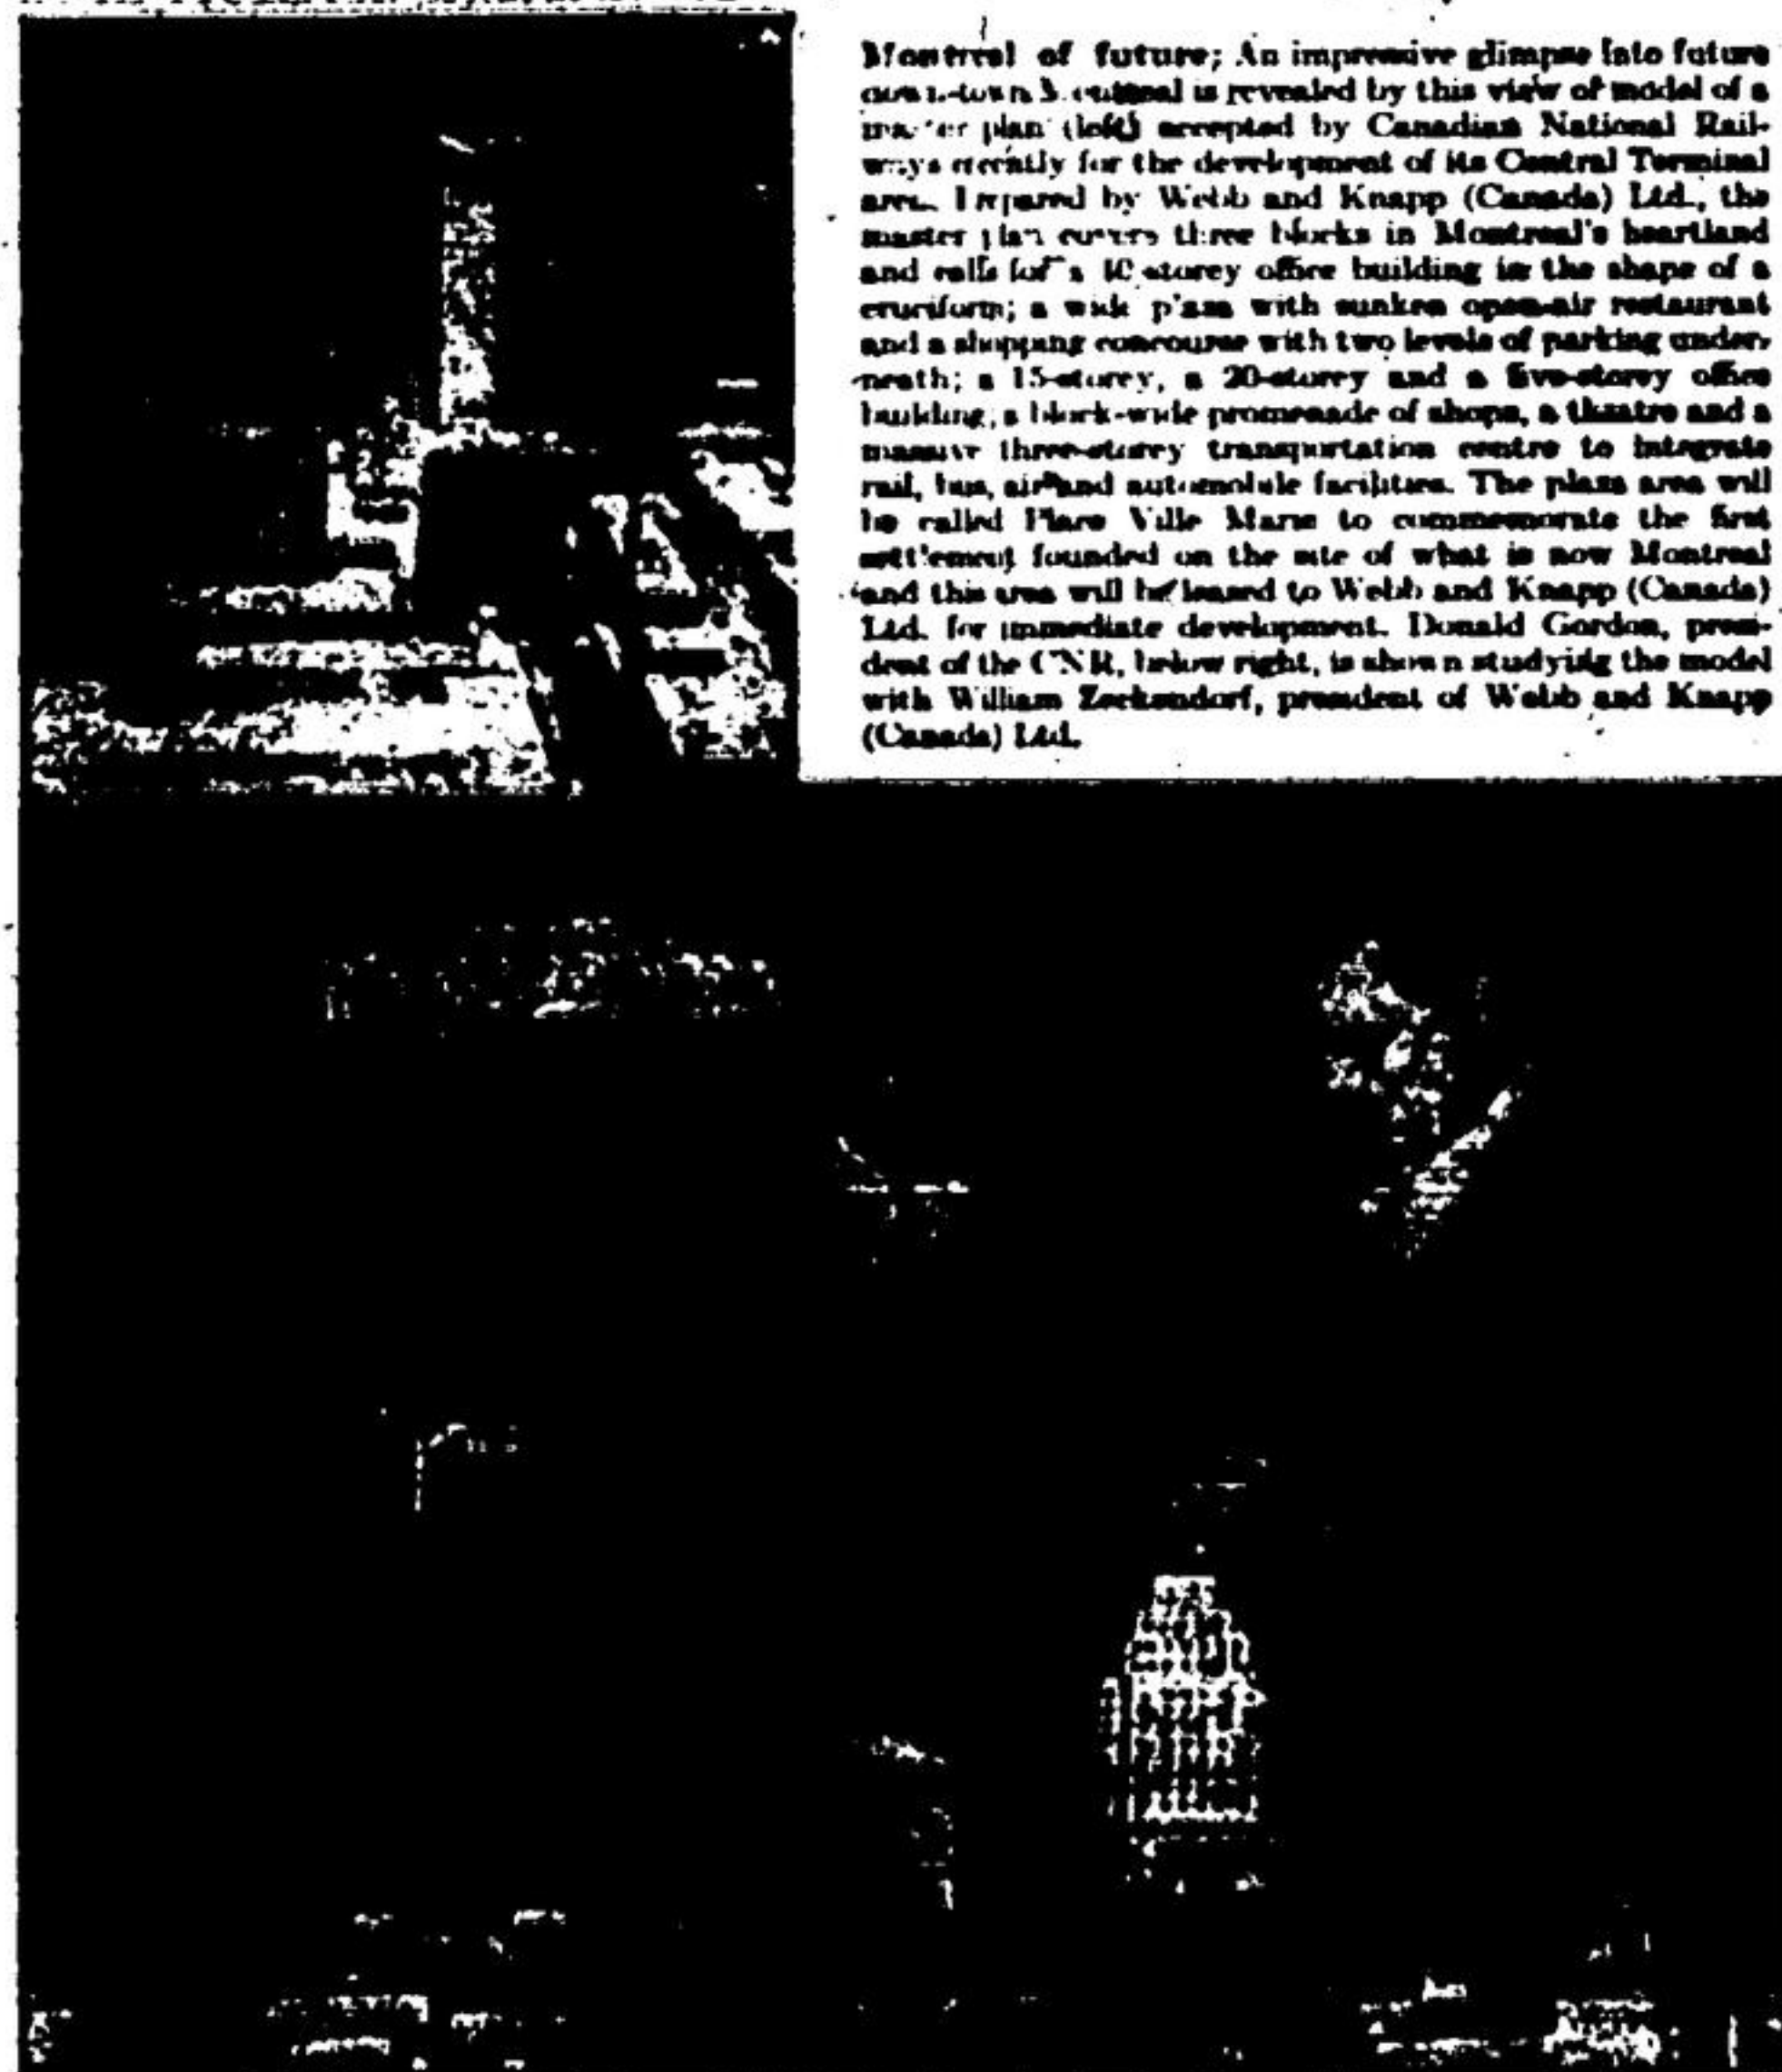 Montreal of future; An impressive glimpse into future
down-town Montreal is revealed by this view of model of a
master plan (left) accepted by Canadian National Rail-
ways recently for the development of its Central Terminal
area. Prepared by Webb and Knapp (Canada) Ltd., the
master plan covers three blocks in Montreal's heartland
and calls for a storey office building in the shape of a
cruciform; a wide plaza with sunken open-air restaurant
and a shopping concourse with two levels of parking under-
neath; a 15-storey, a 20-storey and a five-storey office
building; a block-wide promenade of shops, a theatre and a
massive three-storey transportation centre to integrate
rail, bus, air and automobile facilities. The plaza area will
be called Place Ville Marie to commemorate the first
settlement founded on the site of what is now Montreal
and this area will be leased to Webb and Knapp (Canada)
Ltd. for immediate development. Donald Gordon, presi-
dent of the CNR, below right, is shown studying the model
with William Zeckendorf, president of Webb and Knapp
(Canada) Ltd.